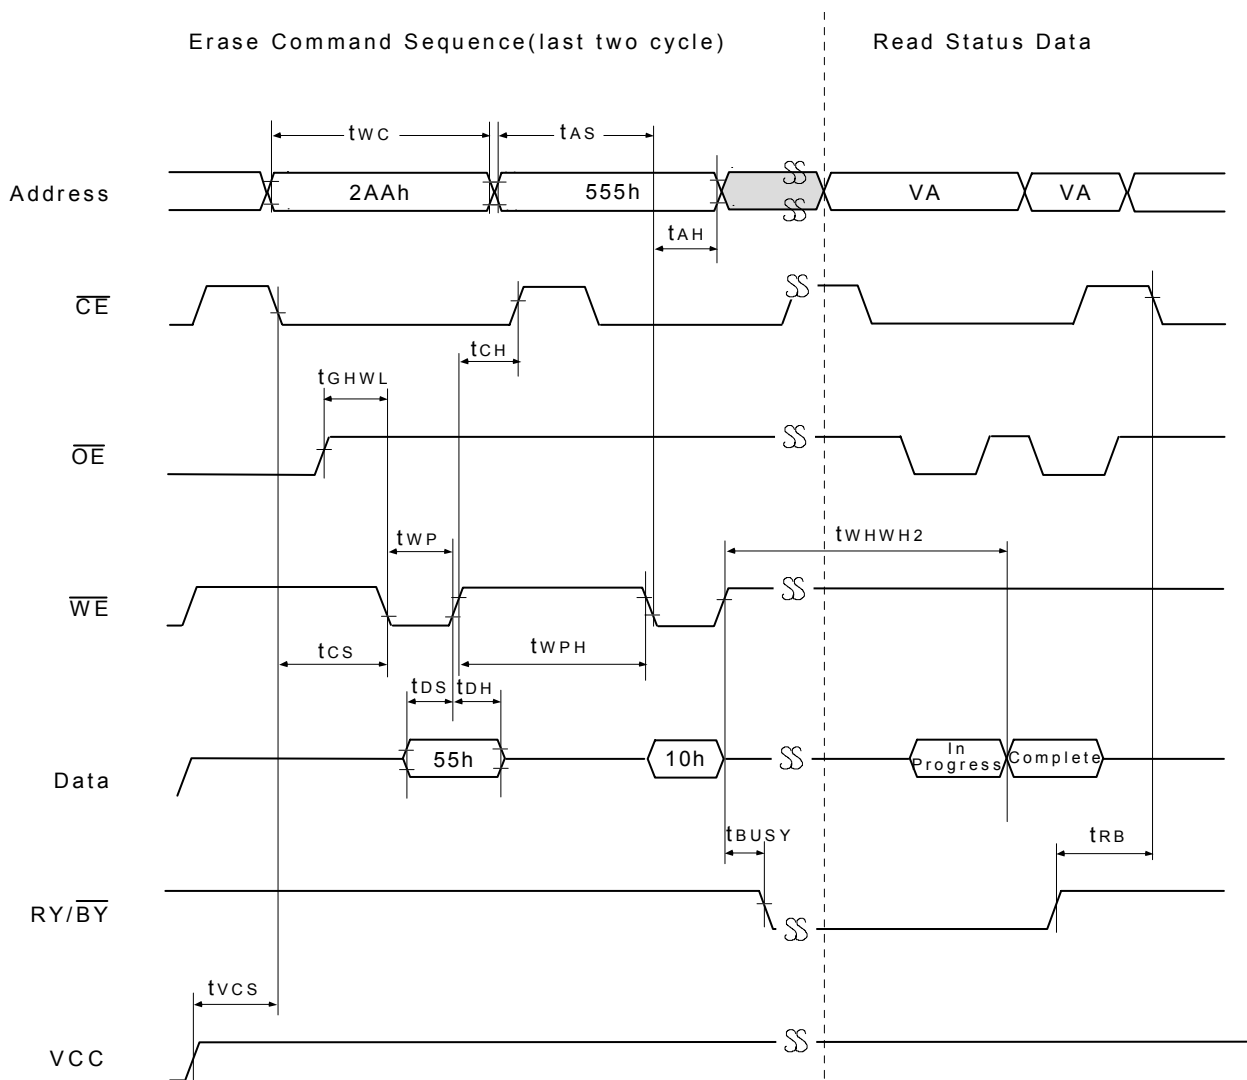 Erase Command Sequence(last two cycle) Read Status Data
tWC tAS
Address 2AAh 555h VA VA
tAH
CE
tCH
tGHWL
OE
tWP tWHWH2
WE
tCS tWPH
tDS tDH
Data 55h 10h In Progress Complete
tBUSY tRB
RY/BY
tVCS
VCC